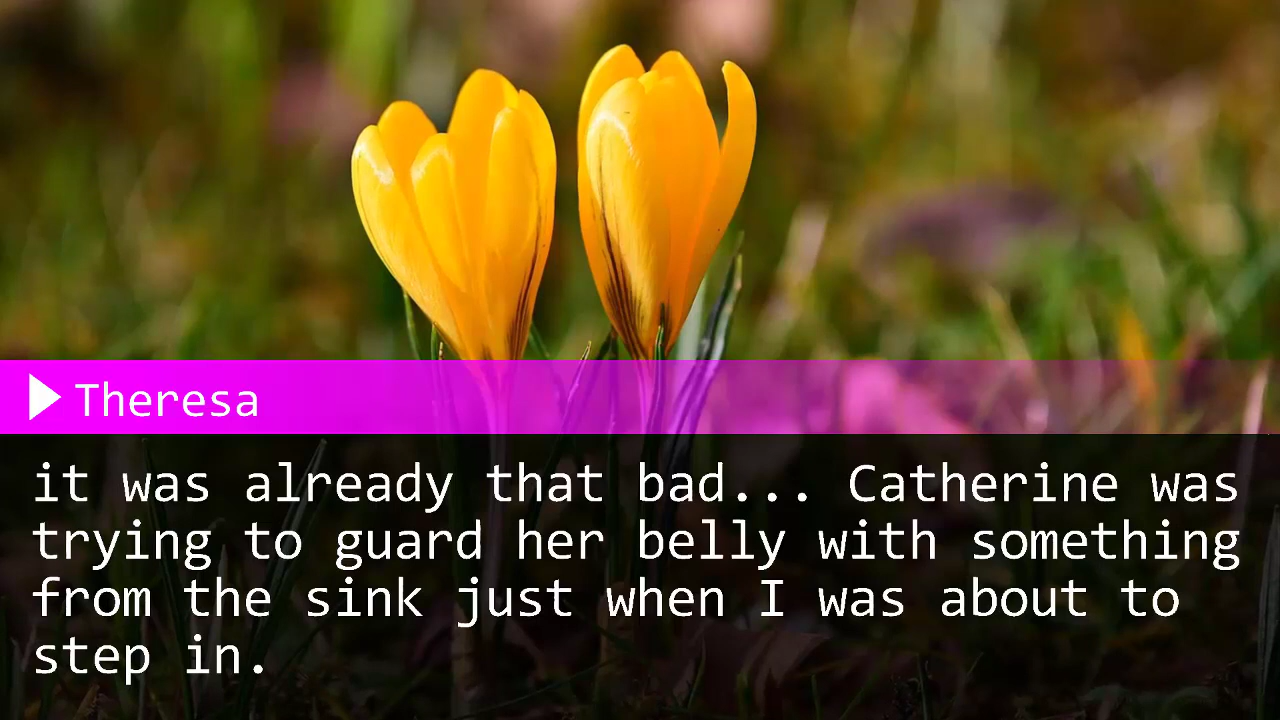 Theresa
it was already that bad... Catherine was
trying to guard her belly with something
from the sink just when I was about to
step in.